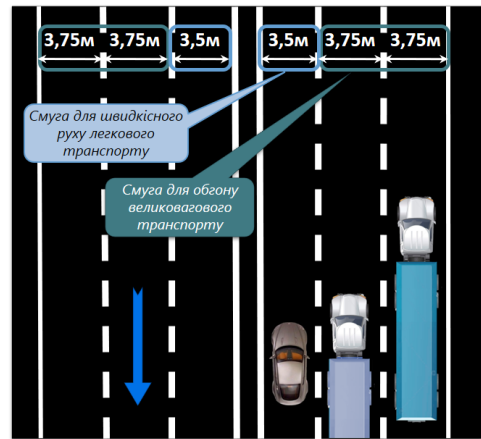 3,75м 3,75м 3,5м 3,5м 3,75м 3,75м
Смуга для швидкісного
руху легкового
транспорту
Смуга для обгону
великовагового
транспорту